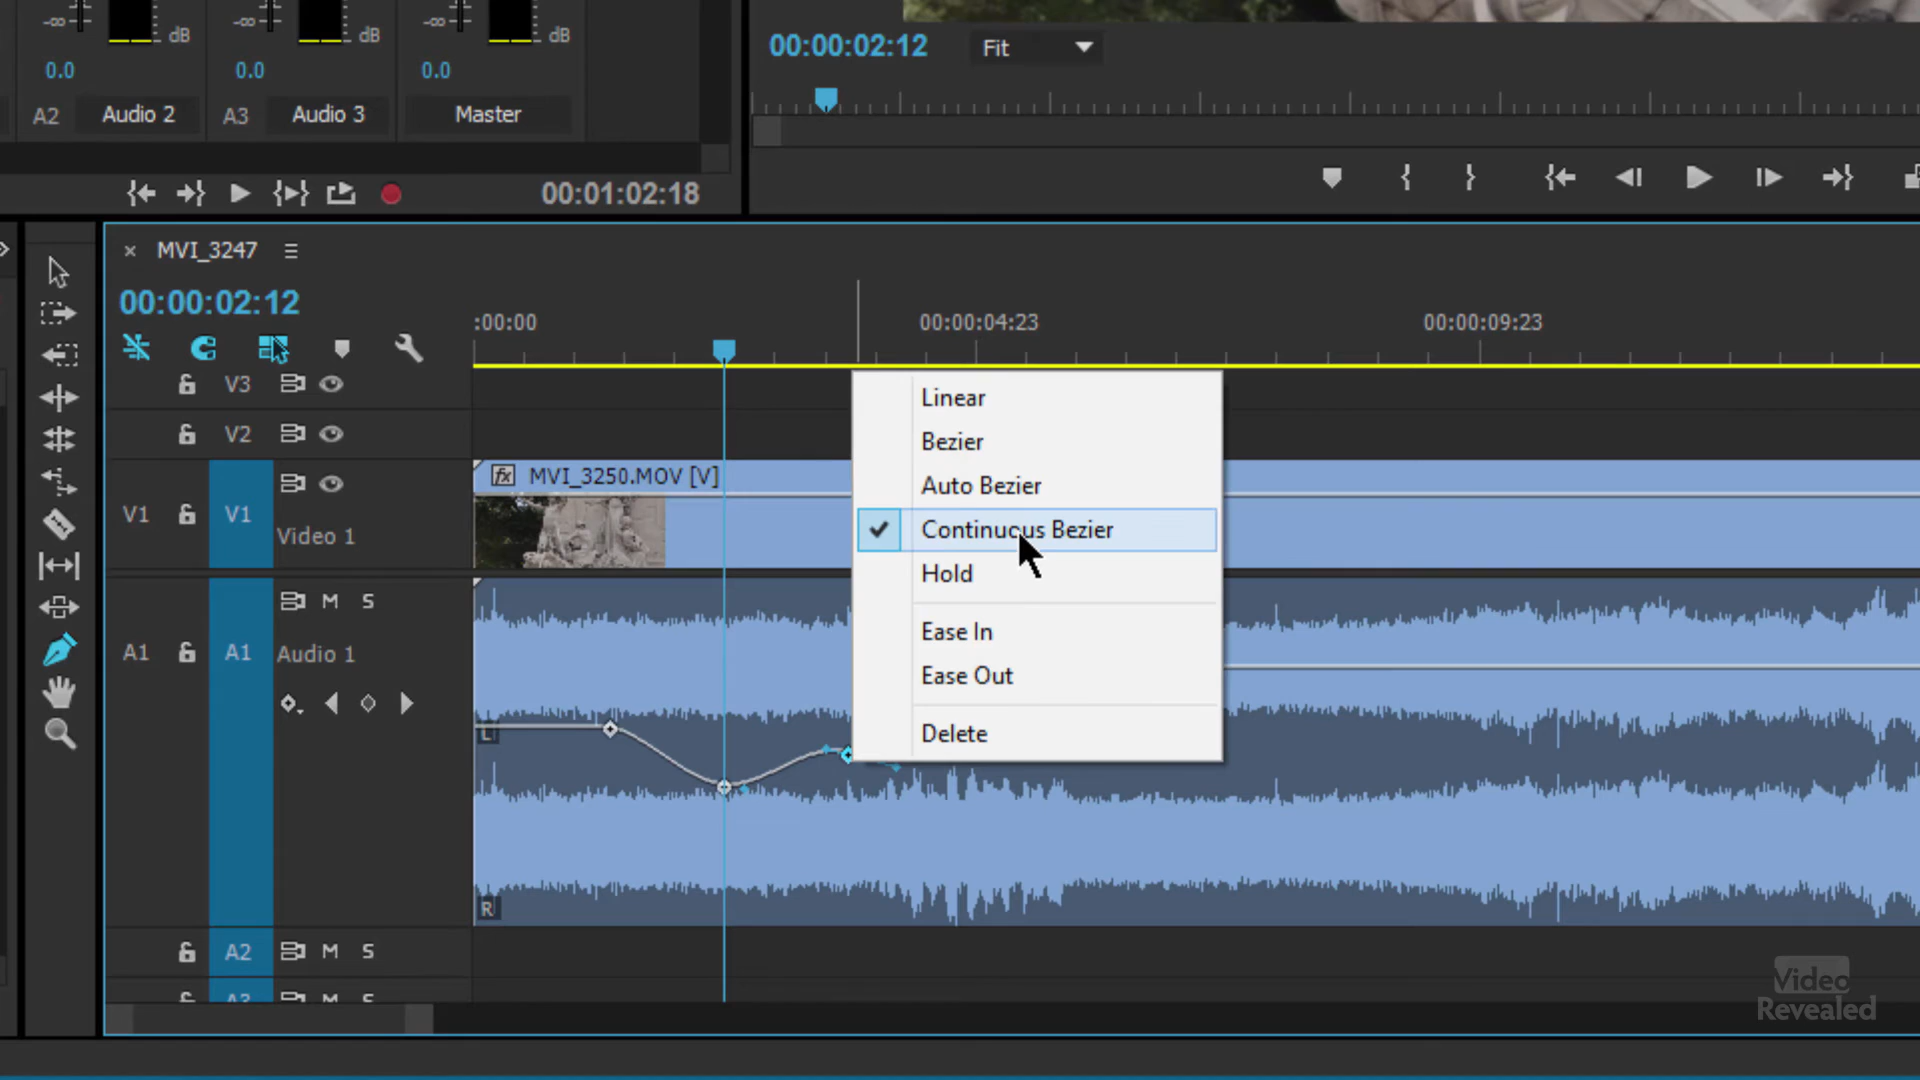 -∞ dB -∞ dB -∞ dB
0.0 0.0 0.0
A2 Audio 2 A3 Audio 3 Master
00:01:02:18
00:00:02:12 Fit
MVI_3247
00:00:02:12
:00:00 00:00:04:23 00:00:09:23
V3
V2
V1 V1 Video 1
fx MVI_3250.MOV [V]
A1 A1 M S
Audio 1
L
R
A2 M S
A3 M S
Linear
Bezier
Auto Bezier
Continuous Bezier
Hold
Ease In
Ease Out
Delete
Video
Revealed